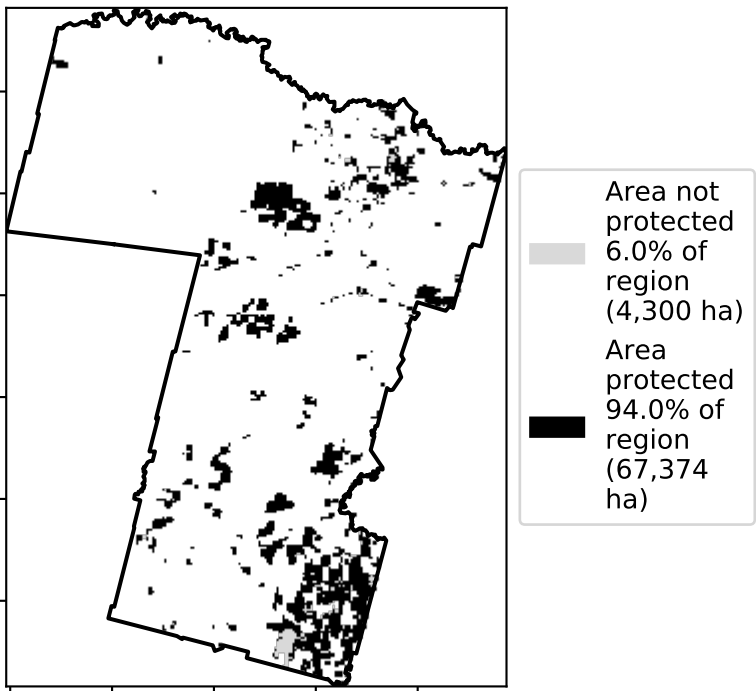 Area not
protected
6.0% of
region
(4,300 ha)
Area
protected
94.0% of
region
(67,374
ha)